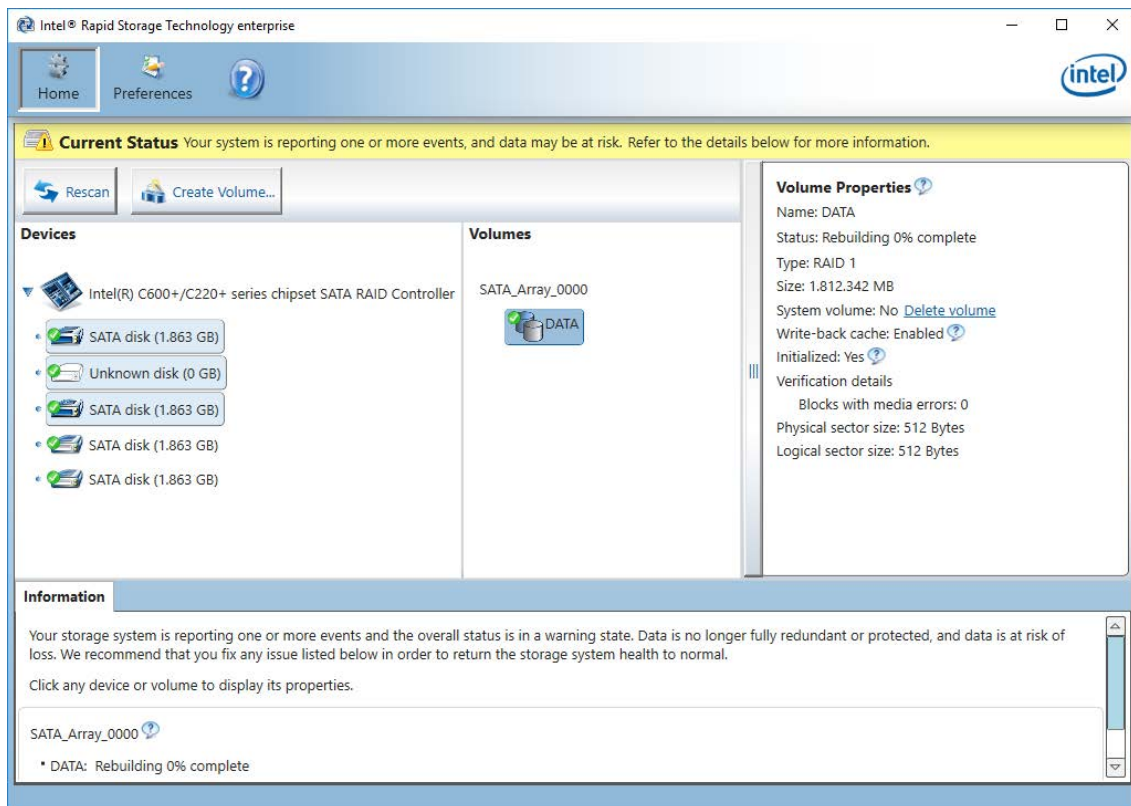 Intel® Rapid Storage Technology enterprise
Home
Preferences
?
intel
Current Status Your system is reporting one or more events, and data may be at risk. Refer to the details below for more information.
Rescan
Create Volume...
Devices
Intel(R) C600+/C220+ series chipset SATA RAID Controller
SATA disk (1.863 GB)
Unknown disk (0 GB)
SATA disk (1.863 GB)
SATA disk (1.863 GB)
SATA disk (1.863 GB)
Volumes
SATA_Array_0000
DATA
Volume Properties ?
Name: DATA
Status: Rebuilding 0% complete
Type: RAID 1
Size: 1.812.342 MB
System volume: No Delete volume
Write-back cache: Enabled ?
Initialized: Yes ?
Verification details
Blocks with media errors: 0
Physical sector size: 512 Bytes
Logical sector size: 512 Bytes
Information
Your storage system is reporting one or more events and the overall status is in a warning state. Data is no longer fully redundant or protected, and data is at risk of
loss. We recommend that you fix any issue listed below in order to return the storage system health to normal.
Click any device or volume to display its properties.
SATA_Array_0000 ?
• DATA: Rebuilding 0% complete